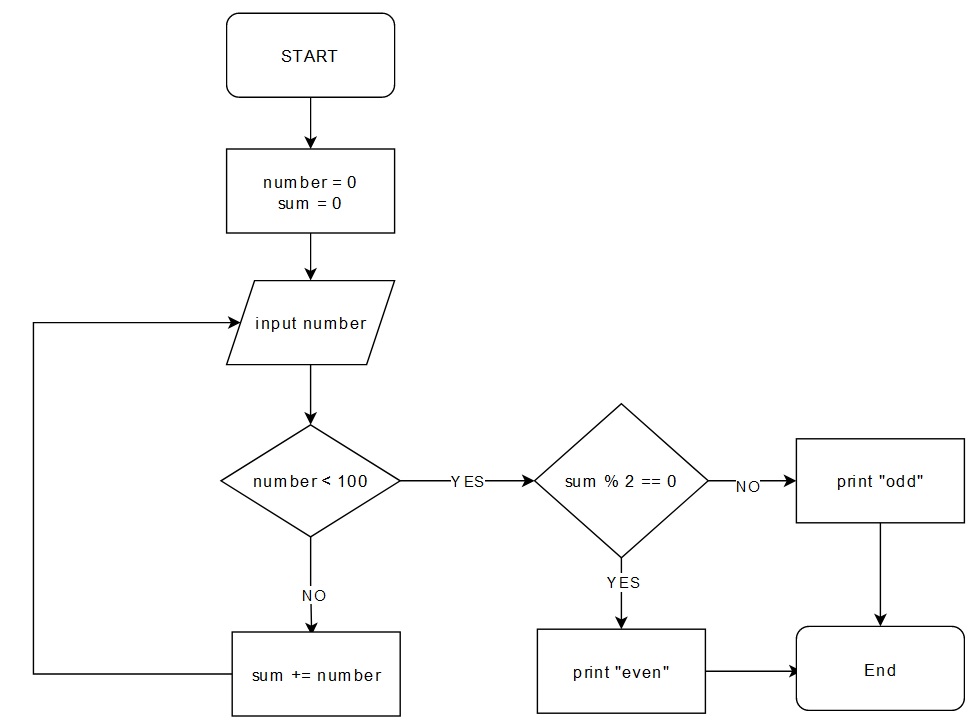 START
number = 0
sum = 0
input number
number < 100
YES
sum % 2 == 0
NO
print "odd"
NO
YES
sum += number
print "even"
End